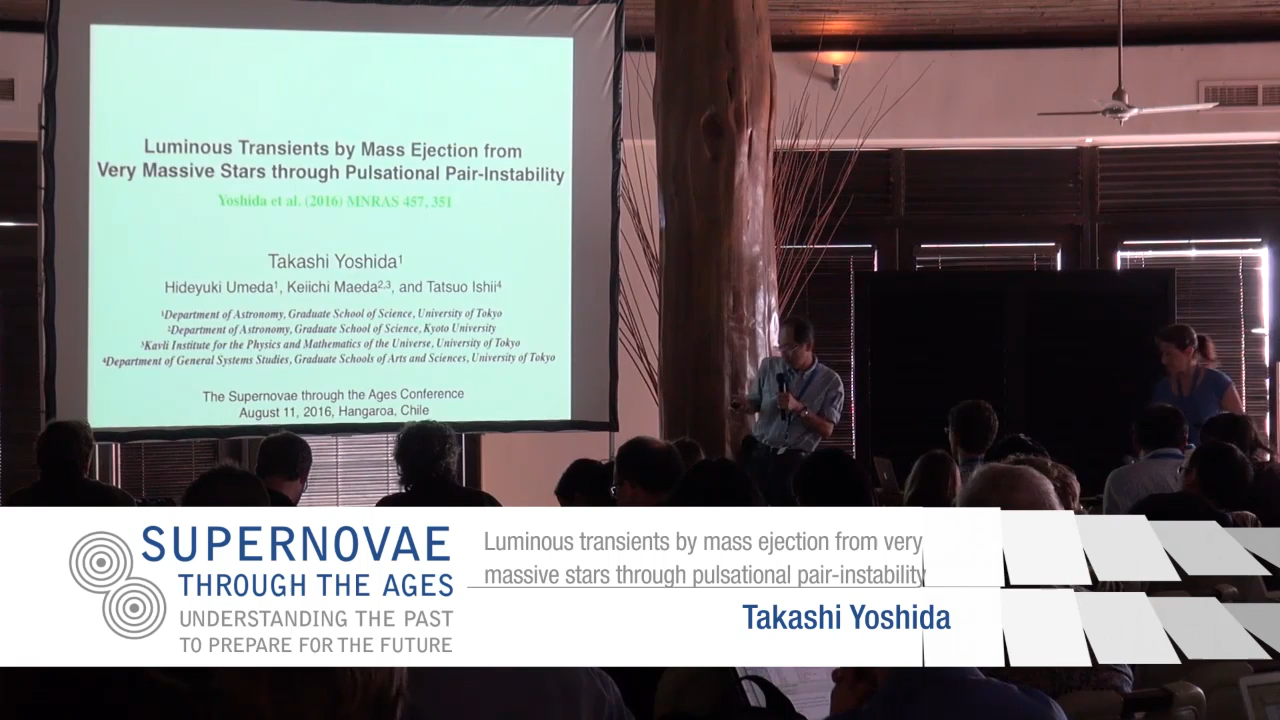 Luminous Transients by Mass Ejection from
Very Massive Stars through Pulsational Pair-Instability
Yoshida et al. (2016) MNRAS 457, 351
Takashi Yoshida¹
Hideyuki Umeda¹, Keiichi Maeda²,³, and Tatsuo Ishii⁴
¹Department of Astronomy, Graduate School of Science, University of Tokyo
²Department of Astronomy, Graduate School of Science, Kyoto University
³Kavli Institute for the Physics and Mathematics of the Universe, University of Tokyo
⁴Department of General Systems Studies, Graduate Schools of Arts and Sciences, University of Tokyo
The Supernovae through the Ages Conference
August 11, 2016, Hangaroa, Chile
SUPERNOVAE
THROUGH THE AGES
UNDERSTANDING THE PAST
TO PREPARE FOR THE FUTURE
Luminous transients by mass ejection from very
massive stars through pulsational pair-instability
Takashi Yoshida